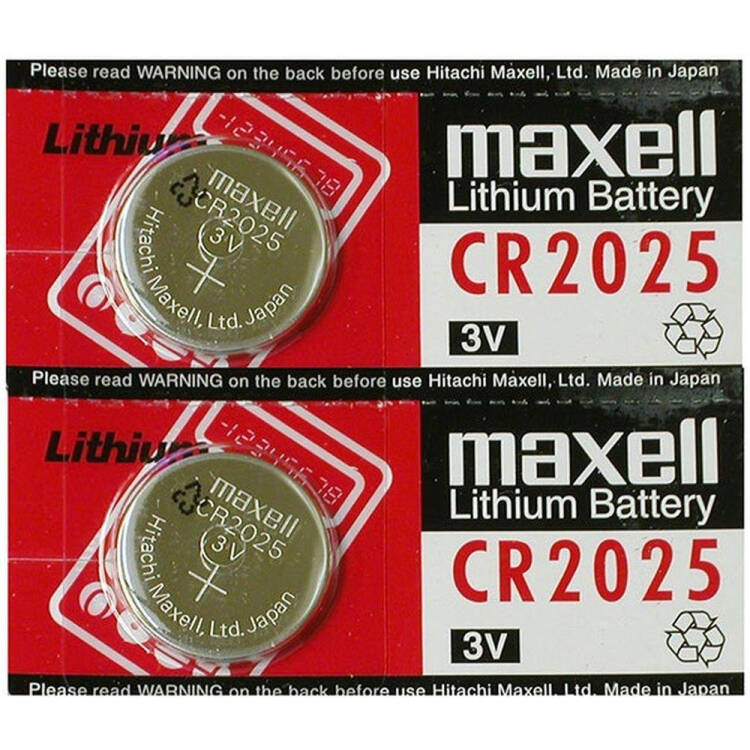 Please read WARNING on the back before use Hitachi Maxell, Ltd. Made in Japan
Lithium
-12345678
maxell
CR2025
3V
+
Hitachi Maxell, Ltd. Japan
maxell
Lithium Battery
CR2025
3V
Please read WARNING on the back before use Hitachi Maxell, Ltd. Made in Japan
Lithium
-12345678
maxell
CR2025
3V
+
Hitachi Maxell, Ltd. Japan
maxell
Lithium Battery
CR2025
3V
Please read WARNING on the back before use Hitachi Maxell, Ltd. Made in Japan